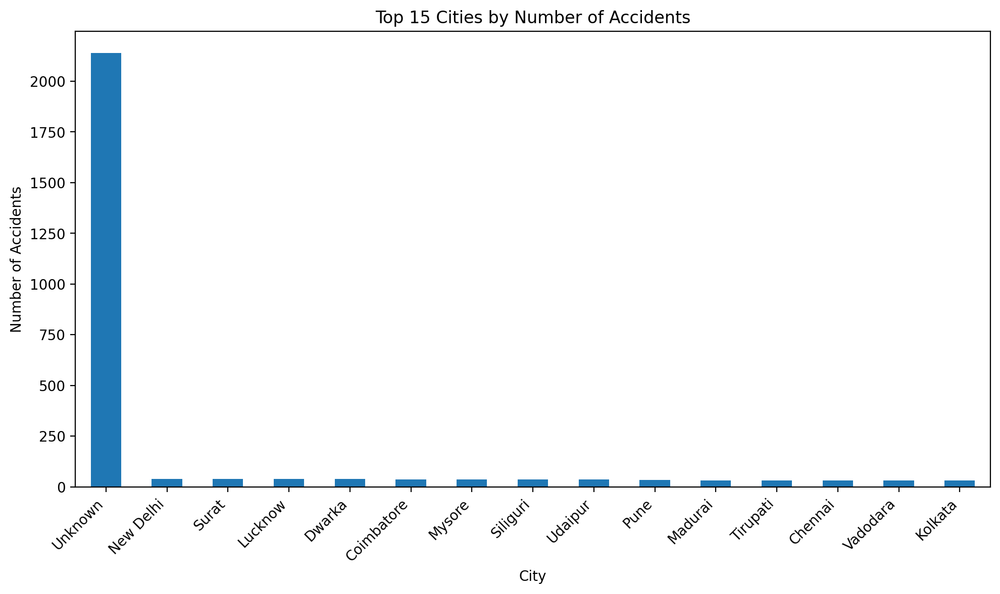 Top 15 Cities by Number of Accidents
Number of Accidents
2000
1750
1500
1250
1000
750
500
250
0
Unknown
New Delhi
Surat
Lucknow
Dwarka
Coimbatore
Mysore
Siliguri
Udaipur
Pune
Madurai
Tirupati
Chennai
Vadodara
Kolkata
City